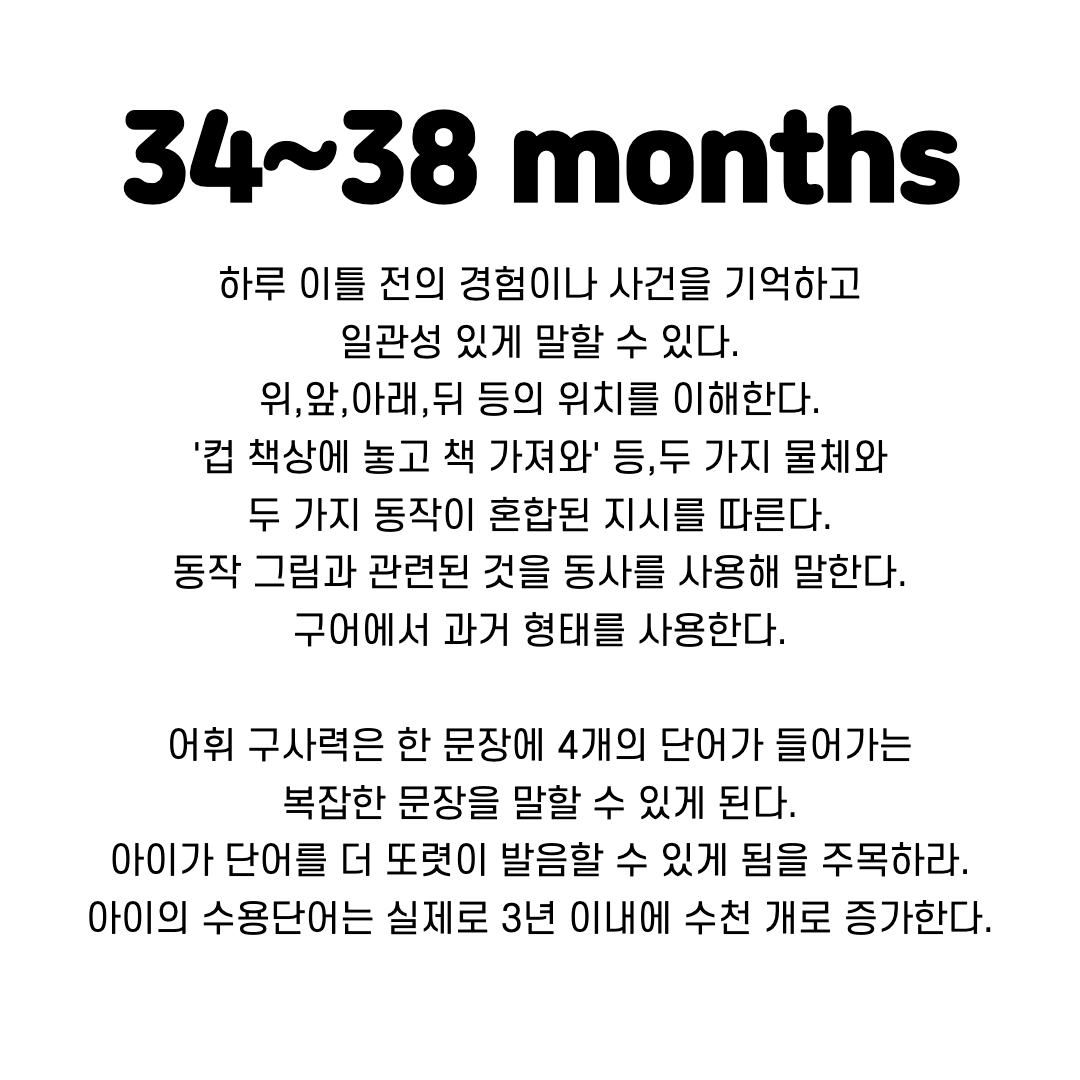 34~38 months
하루 이틀 전의 경험이나 사건을 기억하고
일관성 있게 말할 수 있다.
위,앞,아래,뒤 등의 위치를 이해한다.
'컵 책상에 놓고 책 가져와' 등,두 가지 물체와
두 가지 동작이 혼합된 지시를 따른다.
동작 그림과 관련된 것을 동사를 사용해 말한다.
구어에서 과거 형태를 사용한다.
어휘 구사력은 한 문장에 4개의 단어가 들어가는
복잡한 문장을 말할 수 있게 된다.
아이가 단어를 더 또렷이 발음할 수 있게 됨을 주목하라.
아이의 수용단어는 실제로 3년 이내에 수천 개로 증가한다.